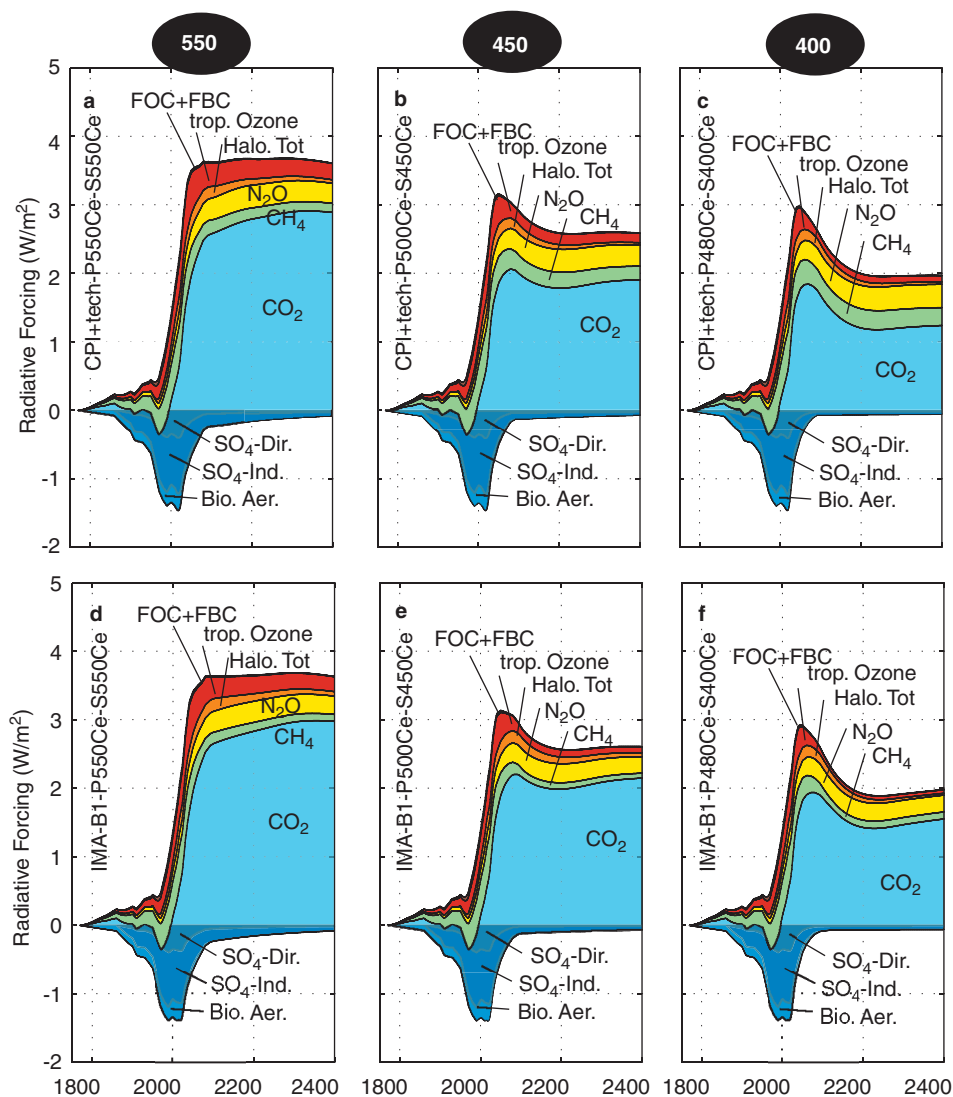 550
450
400
5
4
3
2
1
0
-1
-2
Radiative Forcing (W/m²)
a
CPI+tech-P550Ce-S550Ce
FOC+FBC
trop. Ozone
Halo. Tot
N₂O
CH₄
CO₂
SO₄-Dir.
SO₄-Ind.
Bio. Aer.
b
CPI+tech-P500Ce-S450Ce
FOC+FBC
trop. Ozone
Halo. Tot
N₂O
CH₄
CO₂
SO₄-Dir.
SO₄-Ind.
Bio. Aer.
c
CPI+tech-P480Ce-S400Ce
FOC+FBC
trop. Ozone
Halo. Tot
N₂O
CH₄
CO₂
SO₄-Dir.
SO₄-Ind.
Bio. Aer.
5
4
3
2
1
0
-1
-2
Radiative Forcing (W/m²)
d
IMA-B1-P550Ce-S550Ce
FOC+FBC
trop. Ozone
Halo. Tot
N₂O
CH₄
CO₂
SO₄-Dir.
SO₄-Ind.
Bio. Aer.
1800 2000 2200 2400
e
IMA-B1-P500Ce-S450Ce
FOC+FBC
trop. Ozone
Halo. Tot
N₂O
CH₄
CO₂
SO₄-Dir.
SO₄-Ind.
Bio. Aer.
1800 2000 2200 2400
f
IMA-B1-P480Ce-S400Ce
FOC+FBC
trop. Ozone
Halo. Tot
N₂O
CH₄
CO₂
SO₄-Dir.
SO₄-Ind.
Bio. Aer.
1800 2000 2200 2400